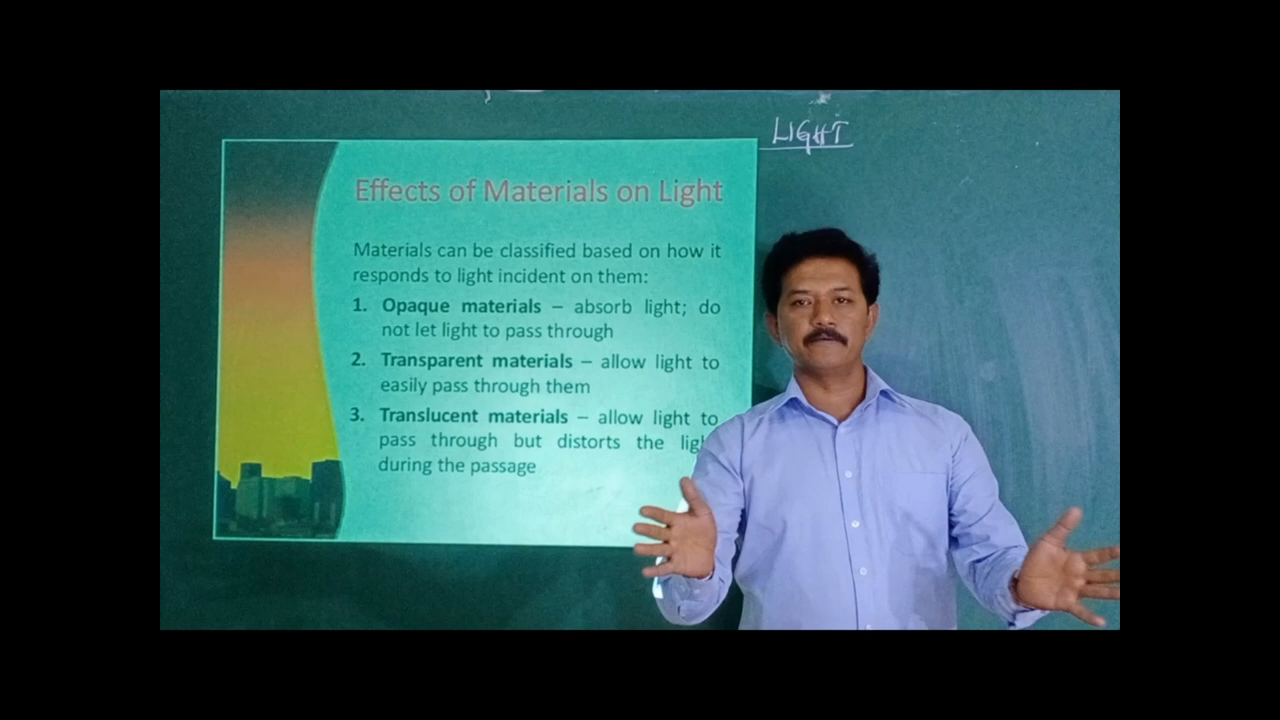 LIGHT
Effects of Materials on Light
Materials can be classified based on how it
responds to light incident on them:
1. Opaque materials – absorb light; do
not let light to pass through
2. Transparent materials – allow light to
easily pass through them
3. Translucent materials – allow light to
pass through but distorts the light
during the passage